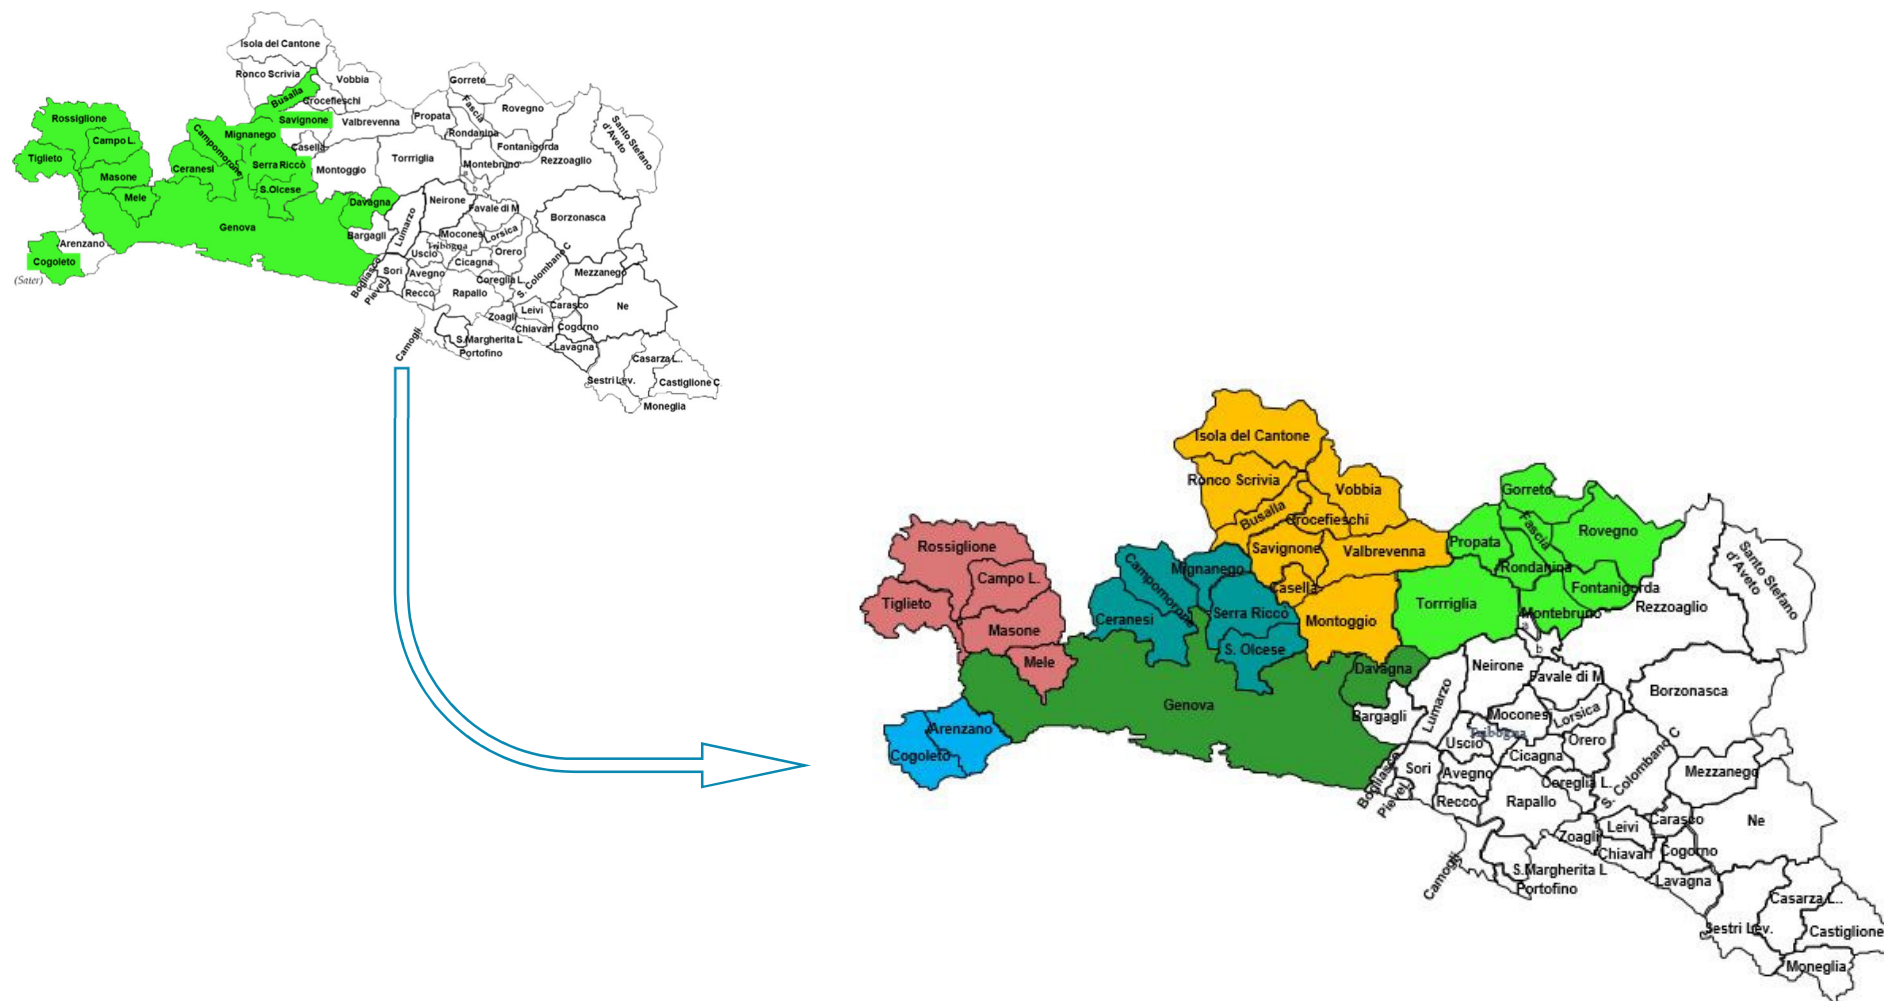 Isola del Cantone
Ronco Scrivia
Vobbia
Busalla
Crocefieschi
Gorreto
Fascia
Rovegno
Rossiglione
Campo L.
Tiglieto
Masone
Mele
Campomorone
Mignanego
Savignone
Valbrevenna
Propata
Rondanina
Fontanigorda
Santo Stefano
d'Aveto
Ceranesi
Serra Riccò
Casella
Montoggio
Torrriglia
Montebruno
Rezzoaglio
a
b
S.Olcese
Davagna
Neirone
Favale di M
Borzonasca
Genova
Bargagli
Lumarzo
Moconesi
Lorsica
Tribogna
Arenzano
Cogoleto
(Sater)
Uscio
Cicagna
Orero
S. Colombano C
Bogliasco
Pieve L
Sori
Avegno
Coreglia L.
Mezzanego
Recco
Rapallo
Zoagli
Leivi
Carasco
Ne
Chiavari
Cogorno
Camogli
S.Margherita L
Portofino
Lavagna
Casarza L..
Sestri Lev.
Castiglione C.
Moneglia
Isola del Cantone
Ronco Scrivia
Vobbia
Busalla
Crocefieschi
Gorreto
Fascia
Rovegno
Rossiglione
Campo L.
Tiglieto
Masone
Mele
Campomorone
Mignanego
Savignone
Valbrevenna
Propata
Rondanina
Fontanigorda
Santo Stefano
d'Aveto
Ceranesi
Serra Riccò
Casella
Montoggio
Torrriglia
Montebruno
Rezzoaglio
a
b
S. Olcese
Davagna
Neirone
Favale di M
Borzonasca
Genova
Bargagli
Lumarzo
Moconesi
Lorsica
Tribogna
Arenzano
Cogoleto
Uscio
Cicagna
Orero
S. Colombano C
Bogliasco
Pieve L
Sori
Avegno
Coreglia L.
Mezzanego
Recco
Rapallo
Zoagli
Leivi
Carasco
Ne
Chiavari
Cogorno
Camogli
S.Margherita L
Portofino
Lavagna
Casarza L..
Sestri Lev.
Castiglione
Moneglia